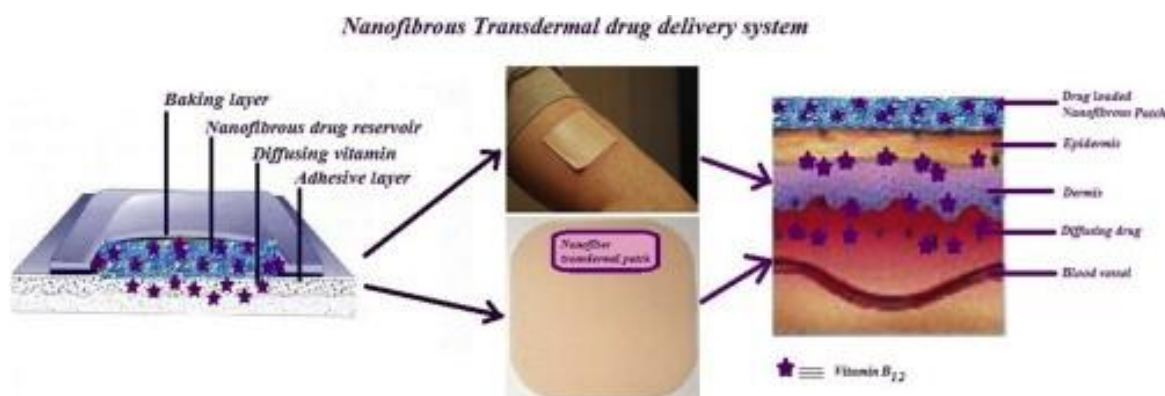 Nanofibrous Transdermal drug delivery system
Baking layer
Nanofibrous drug reservoir
Diffusing vitamin
Adhesive layer
Nanofiber
transdermal patch
Drug loaded
Nanofibrous Patch
Epidermis
Dermis
Diffusing drug
Blood vessel
Vitamin B12